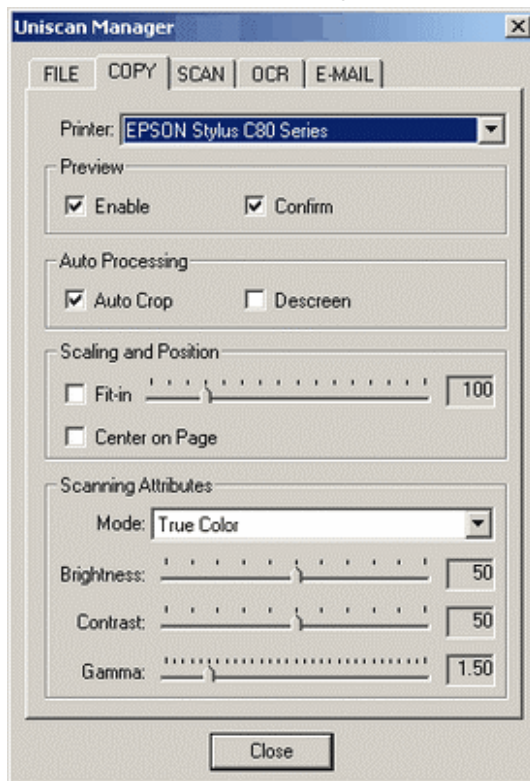 Uniscan Manager
FILE COPY SCAN OCR E-MAIL
Printer: EPSON Stylus C80 Series
Preview
Enable Confirm
Auto Processing
Auto Crop Descreen
Scaling and Position
Fit-in 100
Center on Page
Scanning Attributes
Mode: True Color
Brightness: 50
Contrast: 50
Gamma: 1.50
Close